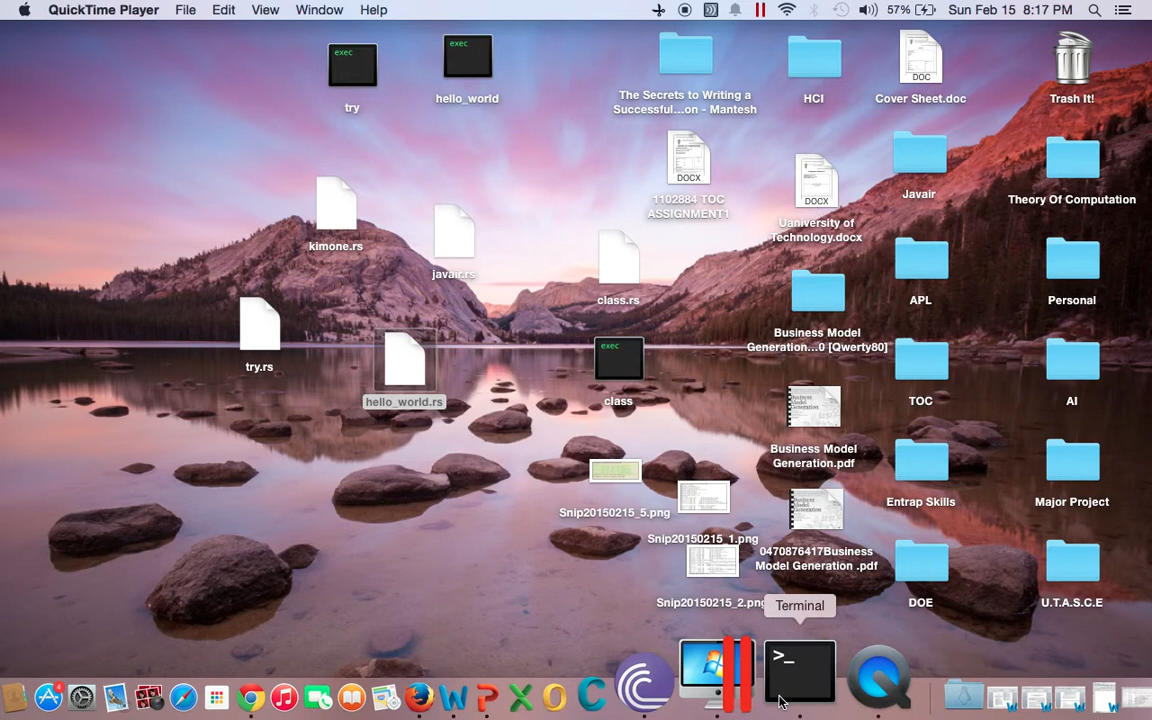 QuickTime Player File Edit View Window Help 57% Sun Feb 15 8:17 PM
exec
try
exec
hello_world
The Secrets to Writing a
Successful...on - Mantesh
HCI
DOC
Cover Sheet.doc
Trash It!
kimone.rs
javair.rs
class.rs
DOCX
1102884 TOC
ASSIGNMENT1
DOCX
Uaniversity of
Technology.docx
Javair
Theory Of Computation
try.rs
hello_world.rs
exec
class
Business Model
Generation...0 [Qwerty80]
APL
Personal
Business Model
Generation.pdf
TOC
AI
Snip20150215_5.png
Snip20150215_1.png
Snip20150215_2.png
0470876417Business
Model Generation .pdf
Entrap Skills
Major Project
DOE
U.T.A.S.C.E
Terminal
>_